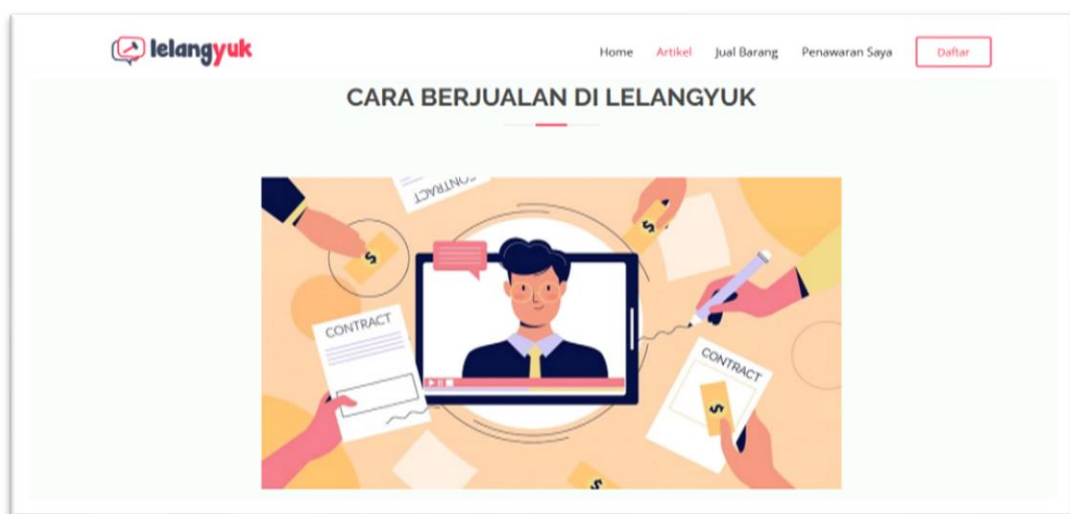 lelangyuk
Home Artikel Jual Barang Penawaran Saya Daftar
CARA BERJUALAN DI LELANGYUK
CONTRACT
$
$
CONTRACT
CONTRACT
$
$